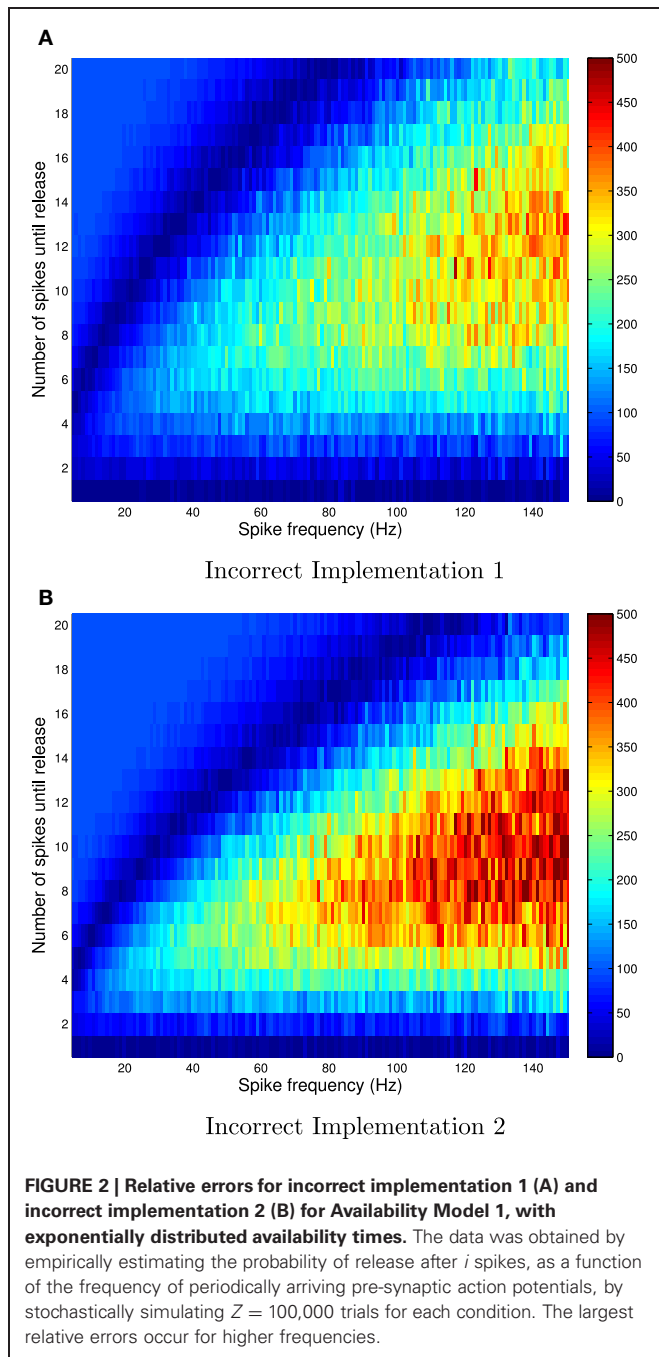 A
20
18
16
14
12
10
8
6
4
2
Number of spikes until release
20 40 60 80 100 120 140
Spike frequency (Hz)
500
450
400
350
300
250
200
150
100
50
0
Incorrect Implementation 1
B
20
18
16
14
12
10
8
6
4
2
Number of spikes until release
20 40 60 80 100 120 140
Spike frequency (Hz)
500
450
400
350
300
250
200
150
100
50
0
Incorrect Implementation 2
FIGURE 2 | Relative errors for incorrect implementation 1 (A) and
incorrect implementation 2 (B) for Availability Model 1, with
exponentially distributed availability times. The data was obtained by
empirically estimating the probability of release after i spikes, as a function
of the frequency of periodically arriving pre-synaptic action potentials, by
stochastically simulating Z = 100,000 trials for each condition. The largest
relative errors occur for higher frequencies.